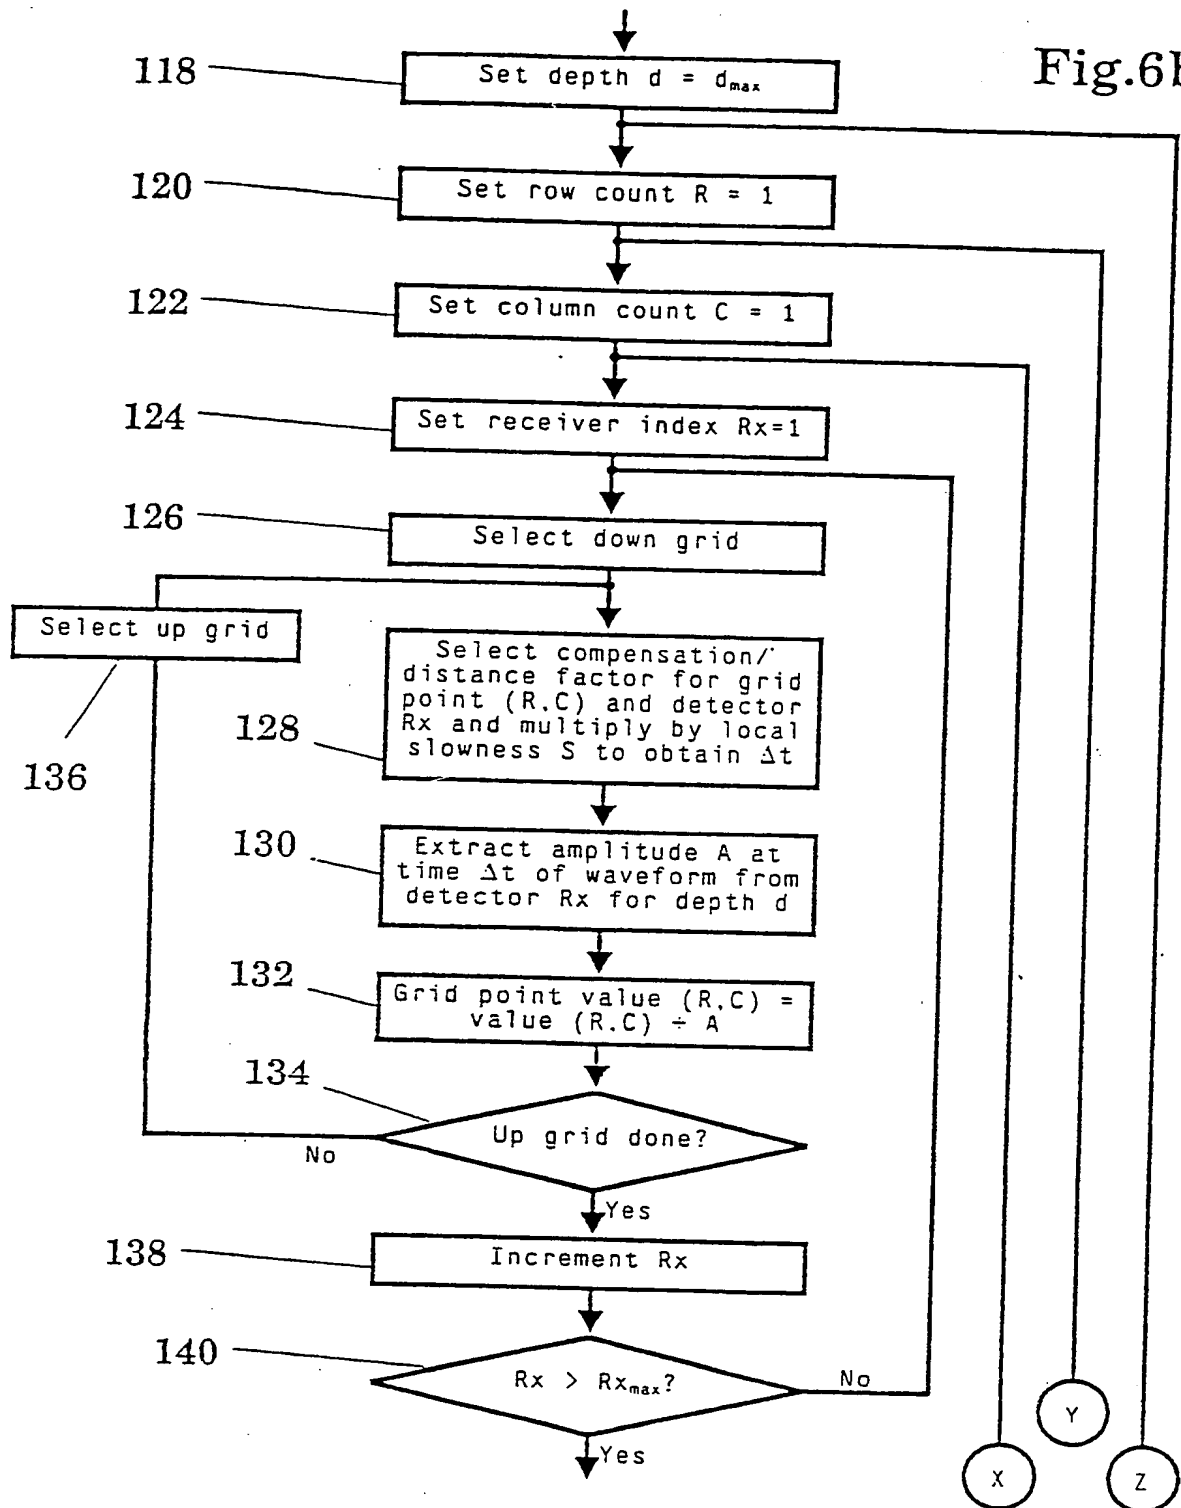 Fig.6b
118
Set depth d = dmax
120
Set row count R = 1
122
Set column count C = 1
124
Set receiver index Rx=1
126
Select down grid
Select up grid
136
128
Select compensation/
distance factor for grid
point (R,C) and detector
Rx and multiply by local
slowness S to obtain Δt
130
Extract amplitude A at
time Δt of waveform from
detector Rx for depth d
132
Grid point value (R,C) =
value (R.C) ÷ A
134
Up grid done?
No
Yes
138
Increment Rx
140
Rx > Rxmax?
No
Yes
X
Y
Z